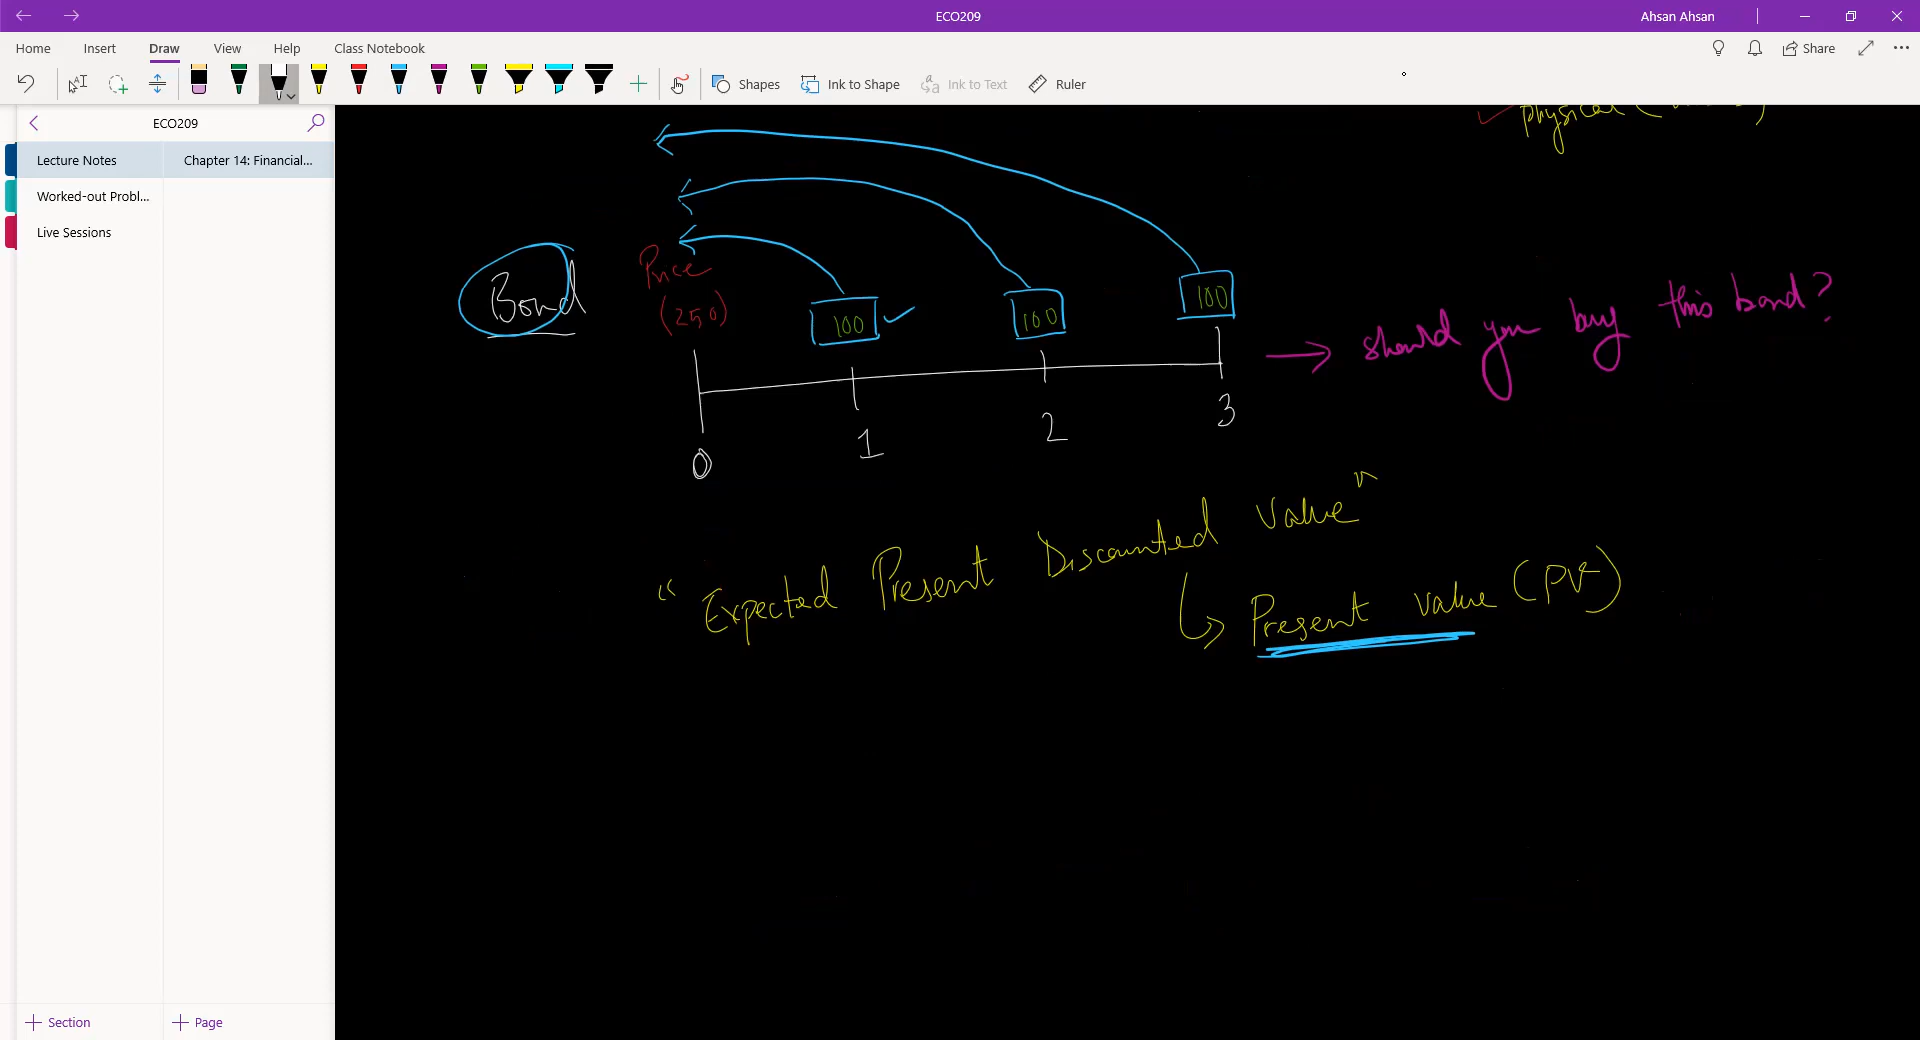 ECO209
Ahsan Ahsan
Home Insert Draw View Help Class Notebook
Share
Shapes Ink to Shape Ink to Text Ruler
ECO209
Lecture Notes
Chapter 14: Financial...
Worked-out Probl...
Live Sessions
physical (
Bond
Price
(250)
100
100
100
→ should you buy this bond?
0
1
2
3
"Expected Present Discounted Value"
Present value (PV)
+ Section
+ Page